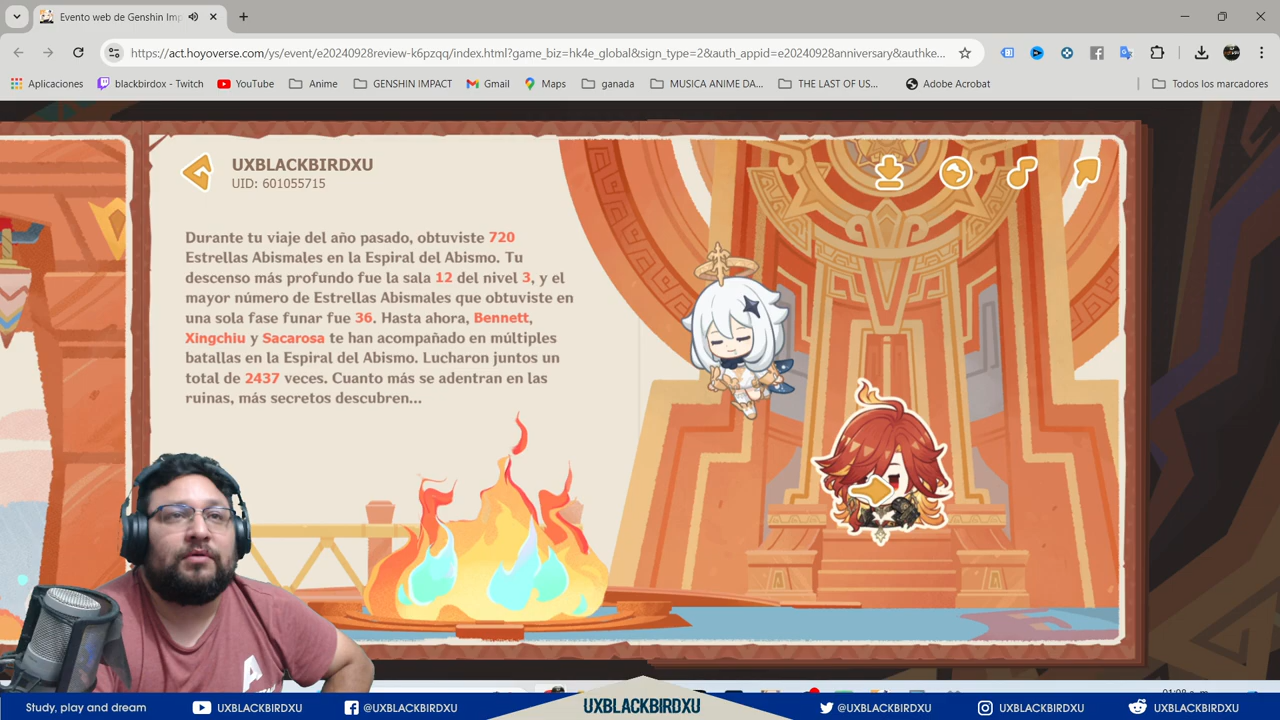 Evento web de Genshin Imp
https://act.hoyoverse.com/ys/event/e20240928review-k6pzqq/index.html?game_biz=hk4e_global&sign_type=2&auth_appid=e20240928anniversary&authke...
Aplicaciones blackbirdox - Twitch YouTube Anime GENSHIN IMPACT Gmail Maps ganada MUSICA ANIME DA... THE LAST OF US... Adobe Acrobat Todos los marcadores
UXBLACKBIRDXU
UID: 601055715
Durante tu viaje del año pasado, obtuviste 720
Estrellas Abismales en la Espiral del Abismo. Tu
descenso más profundo fue la sala 12 del nivel 3, y el
mayor número de Estrellas Abismales que obtuviste en
una sola fase funar fue 36. Hasta ahora, Bennett,
Xingchiu y Sacarosa te han acompañado en múltiples
batallas en la Espiral del Abismo. Lucharon juntos un
total de 2437 veces. Cuanto más se adentran en las
ruinas, más secretos descubren...
Study, play and dream UXBLACKBIRDXU @UXBLACKBIRDXU UXBLACKBIRDXU @UXBLACKBIRDXU UXBLACKBIRDXU UXBLACKBIRDXU